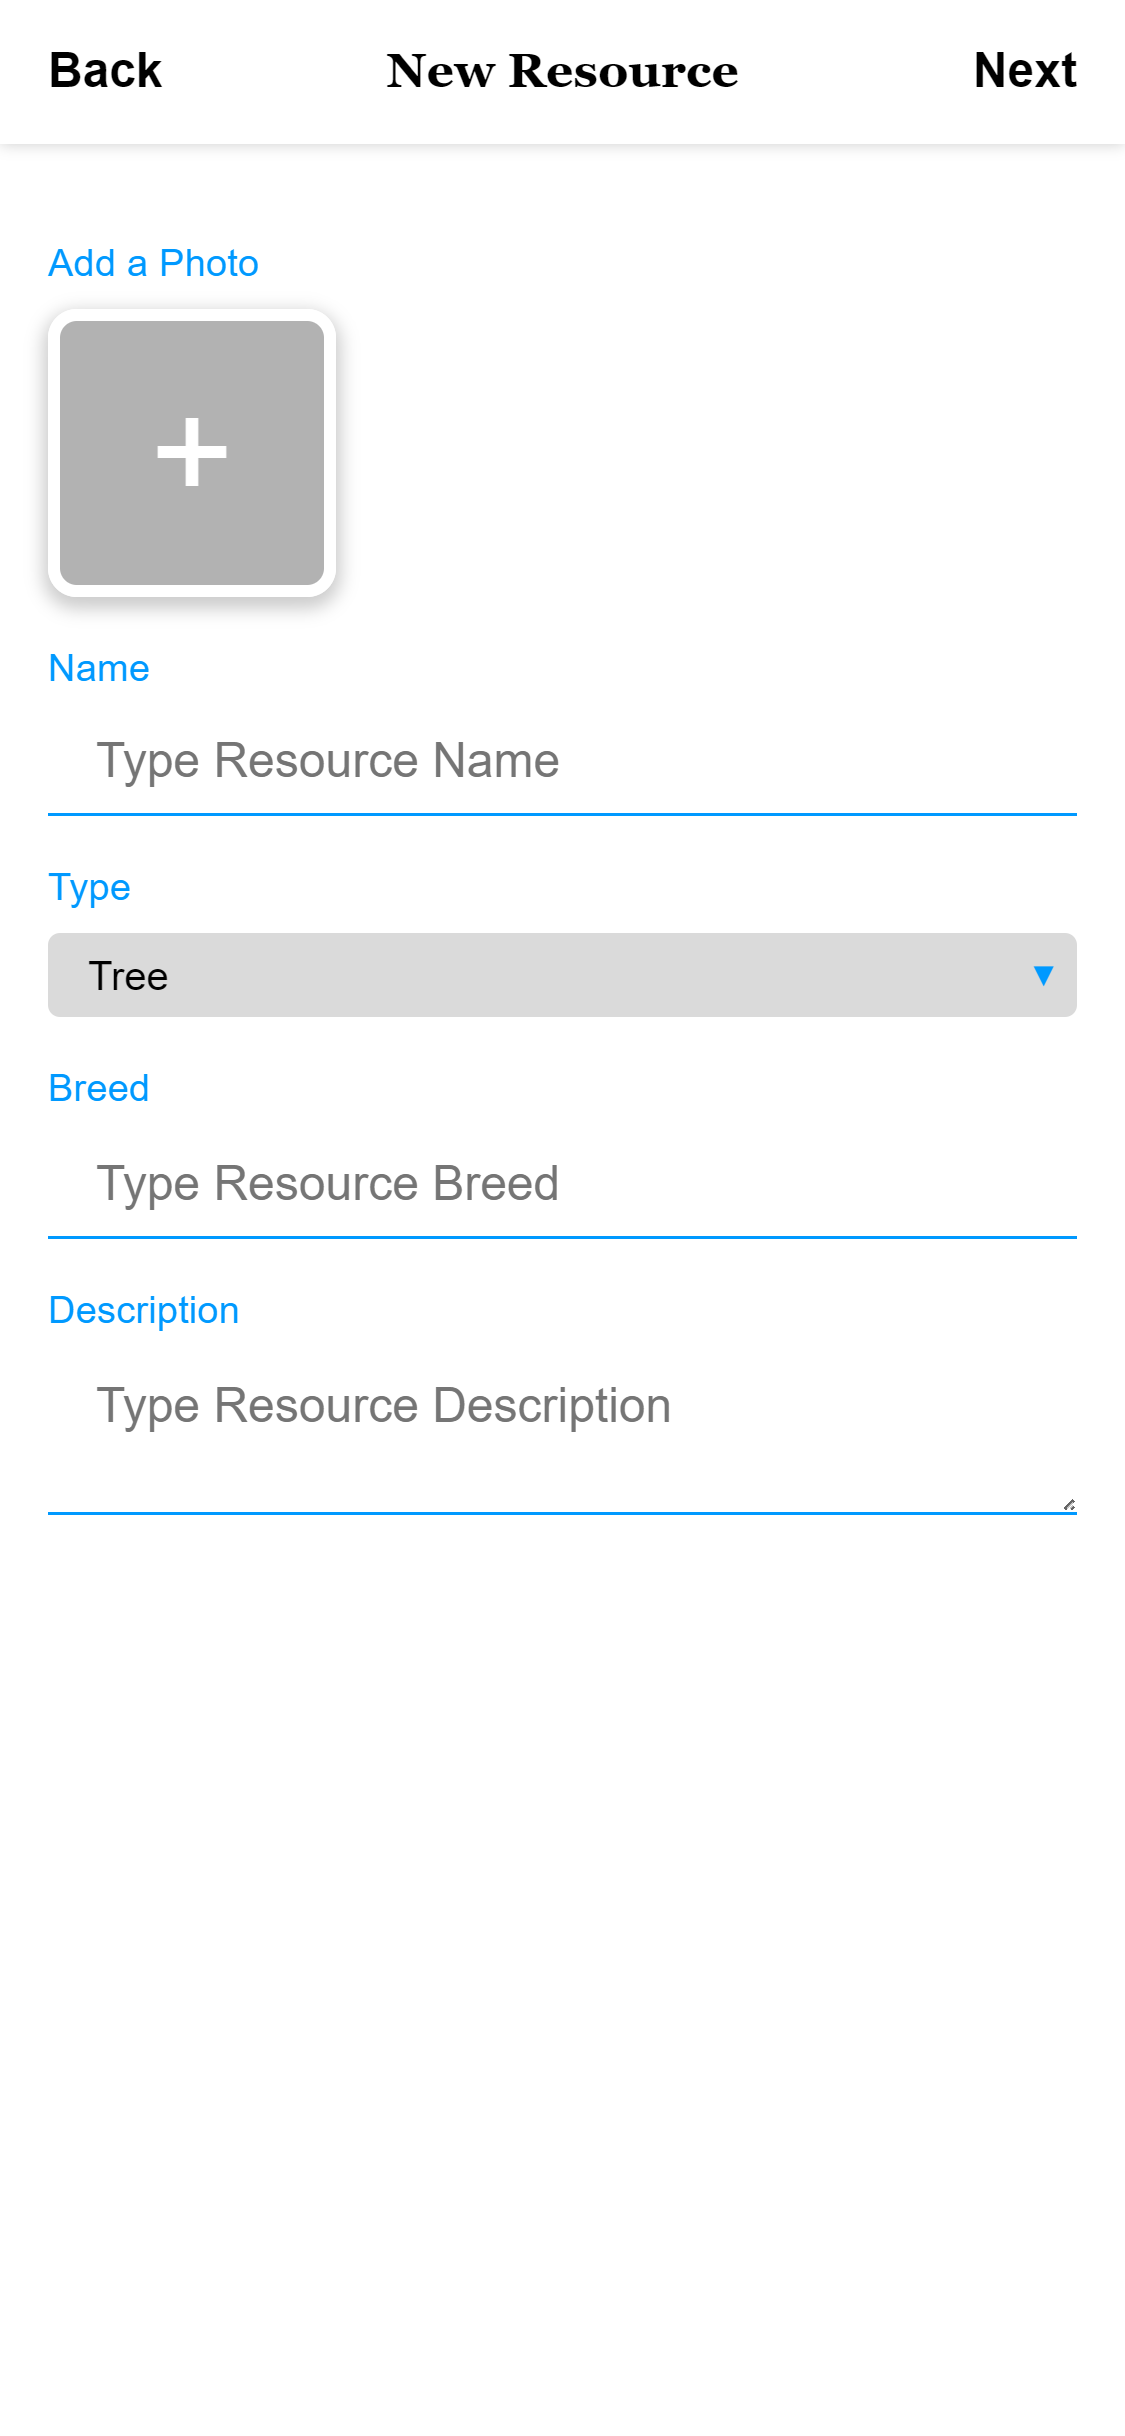 Back New Resource Next
Add a Photo
+
Name
Type Resource Name
Type
Tree ▼
Breed
Type Resource Breed
Description
Type Resource Description